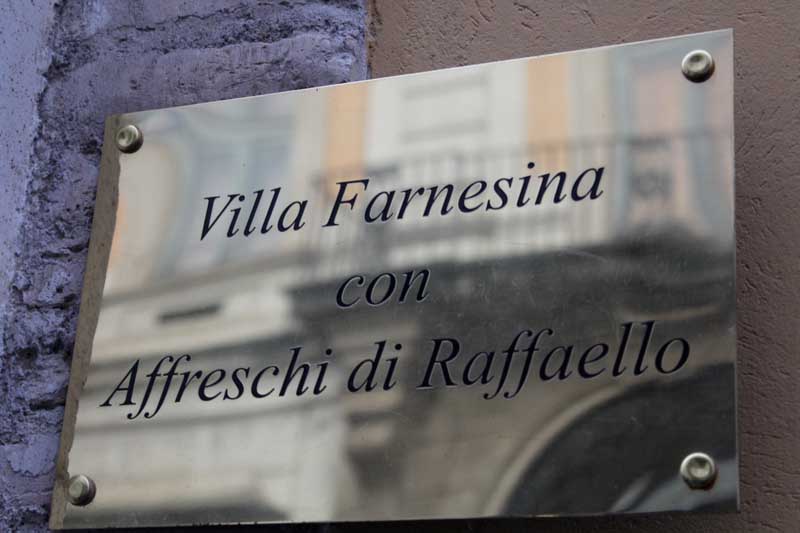 Villa Farnesina
con
Affreschi di Raffaello